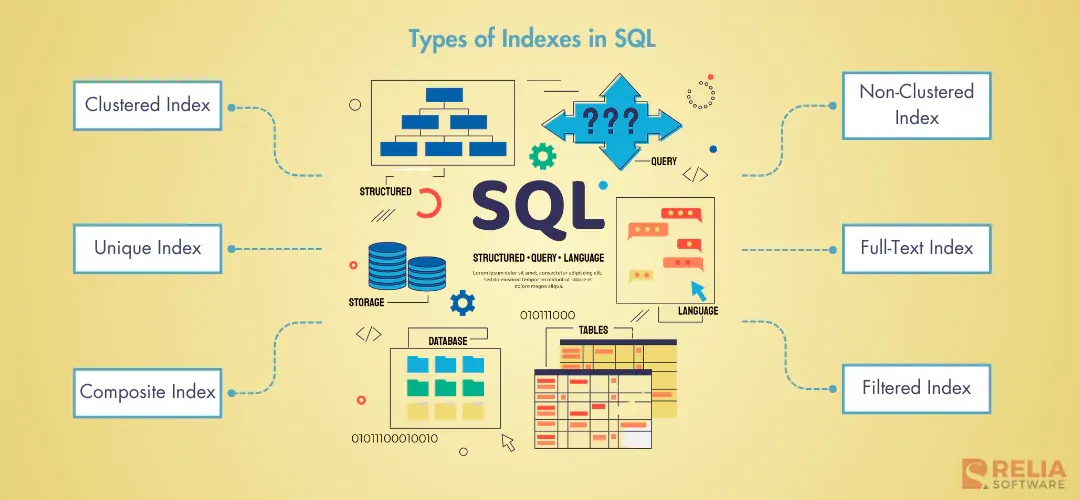 Types of Indexes in SQL
Clustered Index
Non-Clustered
Index
???
QUERY
</>
STRUCTURED
SQL
Unique Index
Full-Text Index
STRUCTURED • QUERY • LANGUAGE
Lorem ipsum dolor sit amet, consectetur adipiscing elit,
sed do eiusmod tempor incididunt ut labore et
dolore magna aliqua.
STORAGE
LANGUAGE
010111000
</>
DATABASE
TABLES
Composite Index
Filtered Index
01011100010010
RELIA
SOFTWARE